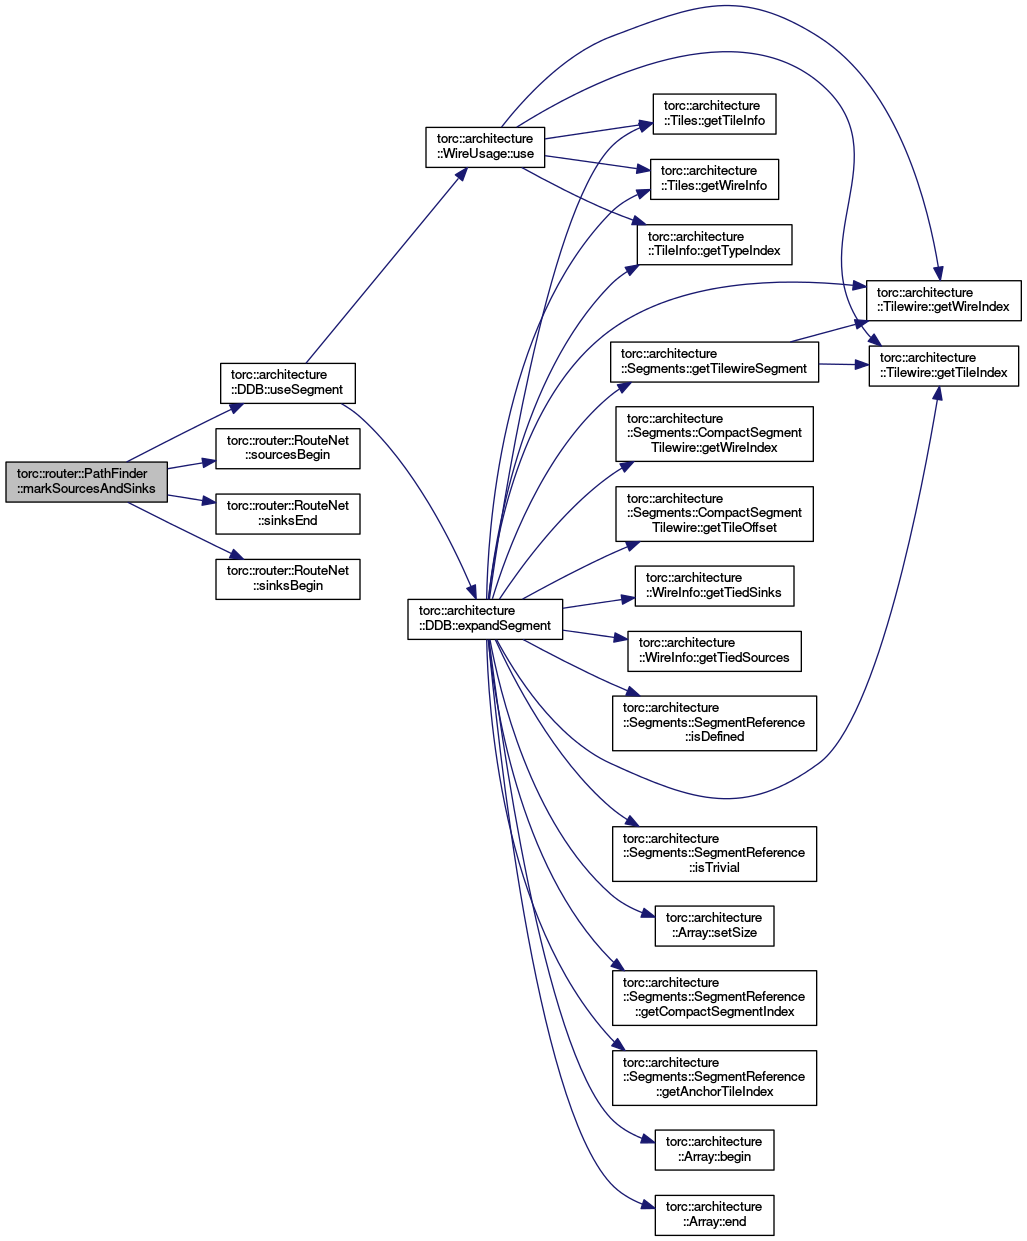 torc::router::PathFinder
::markSourcesAndSinks
torc::architecture
::DDB::useSegment
torc::router::RouteNet
::sourcesBegin
torc::router::RouteNet
::sinksEnd
torc::router::RouteNet
::sinksBegin
torc::architecture
::WireUsage::use
torc::architecture
::DDB::expandSegment
torc::architecture
::Tiles::getTileInfo
torc::architecture
::Tiles::getWireInfo
torc::architecture
::TileInfo::getTypeIndex
torc::architecture
::Segments::getTilewireSegment
torc::architecture
::Segments::CompactSegment
Tilewire::getWireIndex
torc::architecture
::Segments::CompactSegment
Tilewire::getTileOffset
torc::architecture
::WireInfo::getTiedSinks
torc::architecture
::WireInfo::getTiedSources
torc::architecture
::Segments::SegmentReference
::isDefined
torc::architecture
::Segments::SegmentReference
::isTrivial
torc::architecture
::Array::setSize
torc::architecture
::Segments::SegmentReference
::getCompactSegmentIndex
torc::architecture
::Segments::SegmentReference
::getAnchorTileIndex
torc::architecture
::Array::begin
torc::architecture
::Array::end
torc::architecture
::Tilewire::getWireIndex
torc::architecture
::Tilewire::getTileIndex